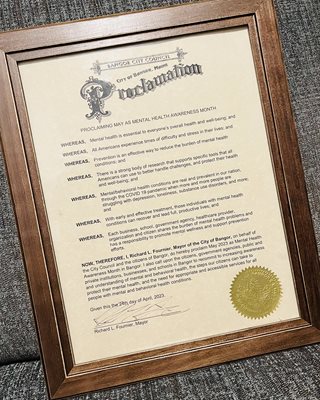 BANGOR CITY COUNCIL
City of Bangor, Maine
Proclamation
PROCLAIMING MAY AS MENTAL HEALTH AWARENESS MONTH
WHEREAS, Mental health is essential to everyone's overall health and well-being; and
WHEREAS, All Americans experience times of difficulty and stress in their lives; and
WHEREAS, Prevention is an effective way to reduce the burden of mental health
conditions; and
WHEREAS, There is a strong body of research that supports specific tools that all
Americans can use to better handle challenges, and protect their health
and well-being; and
WHEREAS, Mental/behavioral health conditions are real and prevalent in our nation,
through the COVID 19 pandemic when more and more people are
struggling with depression, loneliness, substance use disorders, and more;
and
WHEREAS, With early and effective treatment, those individuals with mental health
conditions can recover and lead full, productive lives; and
WHEREAS, Each business, school, government agency, healthcare provider,
organization and citizen shares the burden of mental health problems and
has a responsibility to promote mental wellness and support prevention
efforts.
NOW, THEREFORE, I, Richard L. Fournier, Mayor of the City of Bangor, on behalf of
the City Council and the citizens of Bangor, do hereby proclaim May 2023 as Mental Health
Awareness Month in Bangor. I also call upon the citizens, government agencies, public and
private institutions, businesses, and schools in Bangor to recommit to increasing awareness
and understanding of mental health, the steps our citizens can take to
protect their mental health, and the need for appropriate and accessible services for all
people with mental and behavioral health conditions.
Given this the 24th day of April, 2023.
Richard L. Fournier, Mayor